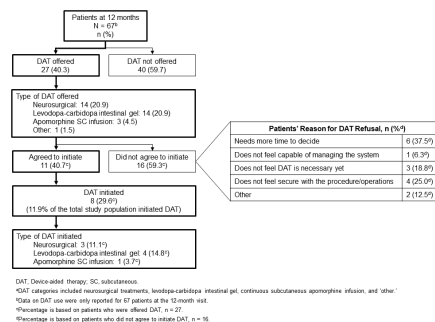 Patients at 12 months
N = 67ᵇ
n (%)
DAT offered
27 (40.3)
DAT not offered
40 (59.7)
Type of DAT offered
Neurosurgical: 14 (20.9)
Levodopa-carbidopa intestinal gel: 14 (20.9)
Apomorphine SC infusion: 3 (4.5)
Other: 1 (1.5)
Agreed to initiate
11 (40.7ᶜ)
Did not agree to initiate
16 (59.3ᶜ)
Patients' Reason for DAT Refusal, n (%ᵈ)
Needs more time to decide 6 (37.5ᵈ)
Does not feel capable of managing the system 1 (6.3ᵈ)
Does not feel DAT is necessary yet 3 (18.8ᵈ)
Does not feel secure with the procedure/operations 4 (25.0ᵈ)
Other 2 (12.5ᵈ)
DAT initiated
8 (29.6ᶜ)
(11.9% of the total study population initiated DAT)
Type of DAT initiated
Neurosurgical: 3 (11.1ᶜ)
Levodopa-carbidopa intestinal gel 4 (14.8ᶜ)
Apomorphine SC infusion: 1 (3.7ᶜ)
DAT, Device-aided therapy; SC, subcutaneous.
ᵃDAT categories included neurosurgical treatments, levodopa-carbidopa intestinal gel, continuous subcutaneous apomorphine infusion, and 'other.'
ᵇData on DAT use were only reported for 67 patients at the 12-month visit.
ᶜPercentage is based on patients who were offered DAT, n = 27.
ᵈPercentage is based on patients who did not agree to initiate DAT, n = 16.